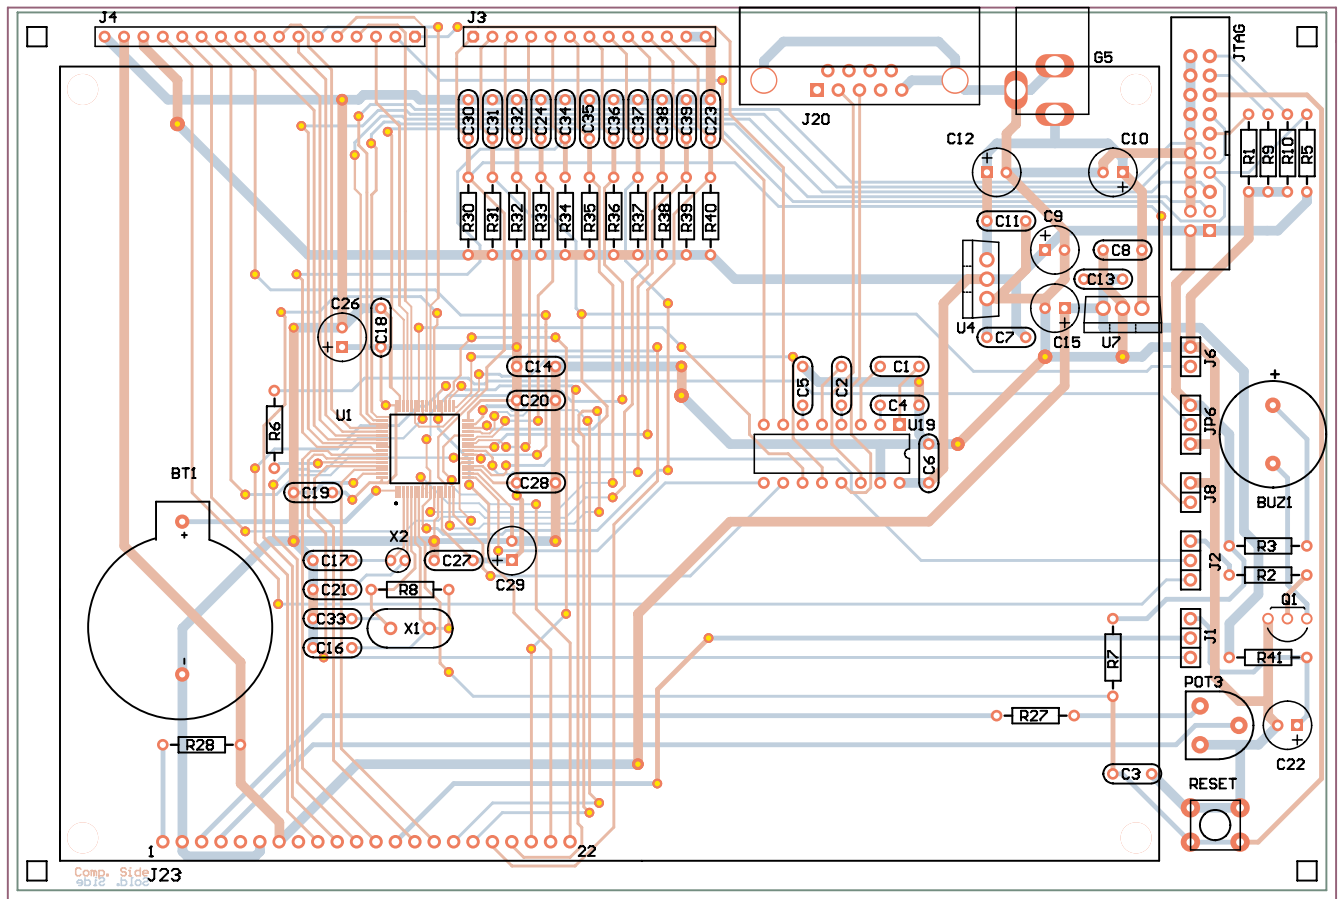 J4
J3
JTAG
G5
J20
C12
C10
C30
C31
C32
C24
C34
C35
C36
C37
C38
C39
C23
R1
R9
R10
R5
R30
R31
R32
R33
R34
R35
R36
R37
R38
R39
R40
C11
C9
C8
C13
U4
C7
C15
U7
J6
C26
C18
C14
C1
C5
C2
C4
C20
U1
U19
JP6
R6
BT1
C6
C19
C28
J8
BUZ1
X2
C17
C27
C29
R3
J2
R2
C21
R8
C33
X1
Q1
J1
C16
R7
R41
POT3
R27
R28
C22
C3
RESET
1
22
Comp. Side
Sold. Side
J23